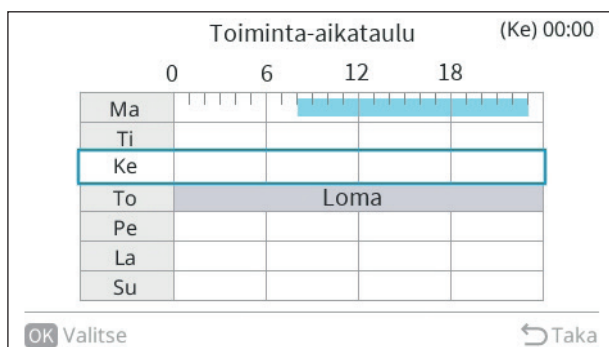 Toiminta-aikataulu (Ke) 00:00
0 6 12 18
Ma
Ti
Ke
To Loma
Pe
La
Su
OK Valitse Taka